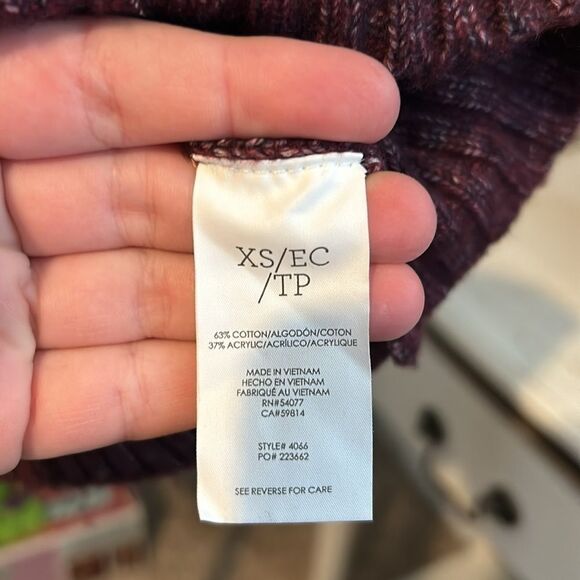 XS/EC
/TP
63% COTTON/ALGODÓN/COTON
37% ACRYLIC/ACRÍLICO/ACRYLIQUE
MADE IN VIETNAM
HECHO EN VIETNAM
FABRIQUÉ AU VIETNAM
RN#54077
CA#59814
STYLE# 4066
PO# 223662
SEE REVERSE FOR CARE